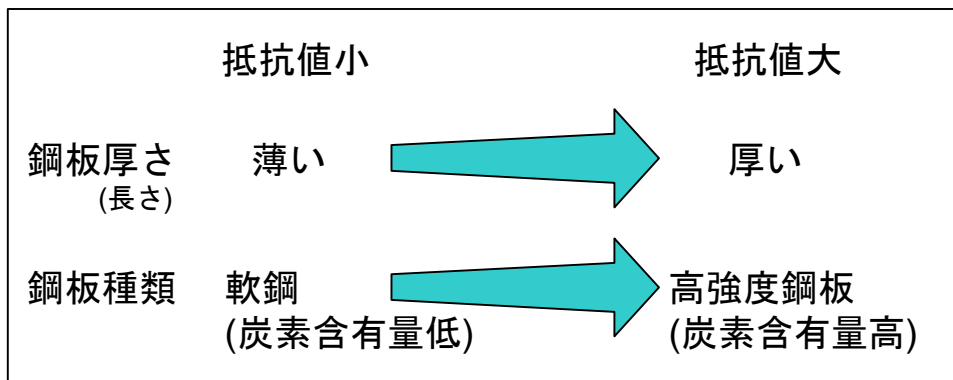 抵抗値小 抵抗値大
鋼板厚さ 薄い 厚い
(長さ)
鋼板種類 軟鋼 高強度鋼板
(炭素含有量低) (炭素含有量高)